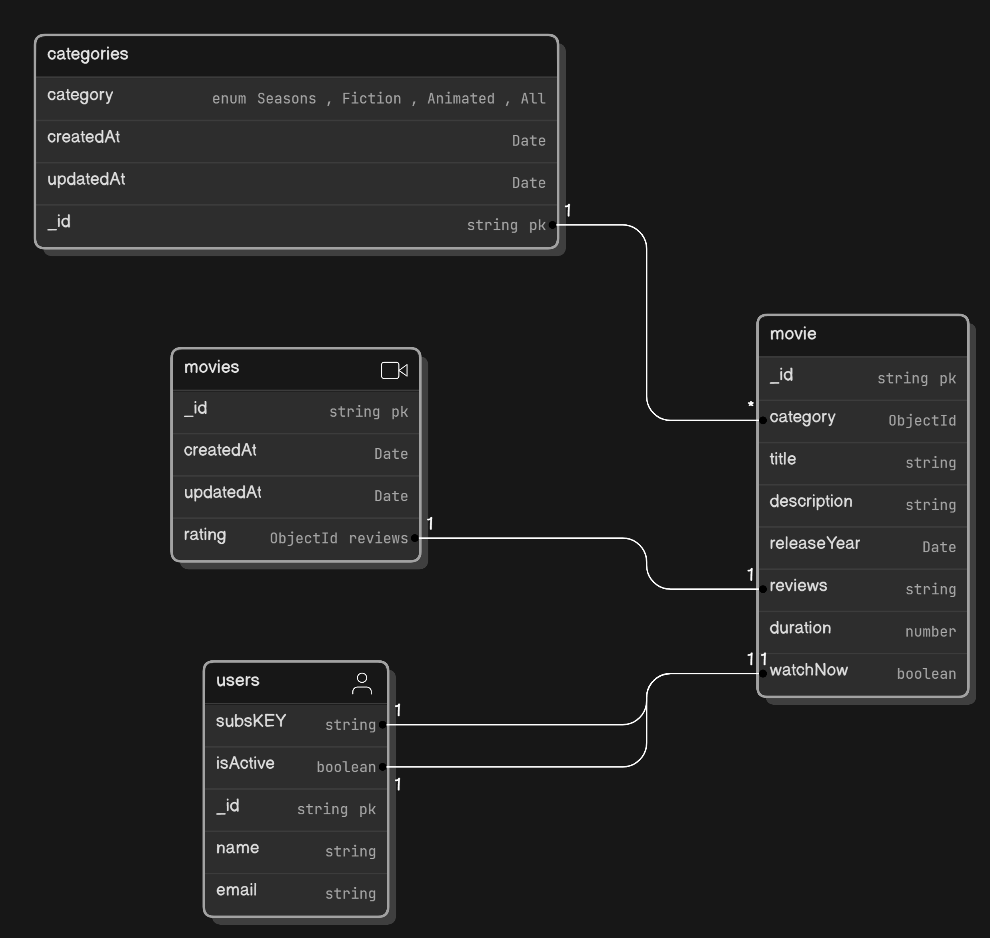 categories
category enum Seasons , Fiction , Animated , All
createdAt Date
updatedAt Date
_id string pk
1
*
movies
_id string pk
createdAt Date
updatedAt Date
rating ObjectId reviews
1
1
movie
_id string pk
category ObjectId
title string
description string
releaseYear Date
reviews string
duration number
watchNow boolean
1 1
users
subsKEY string
1
isActive boolean
1
_id string pk
name string
email string